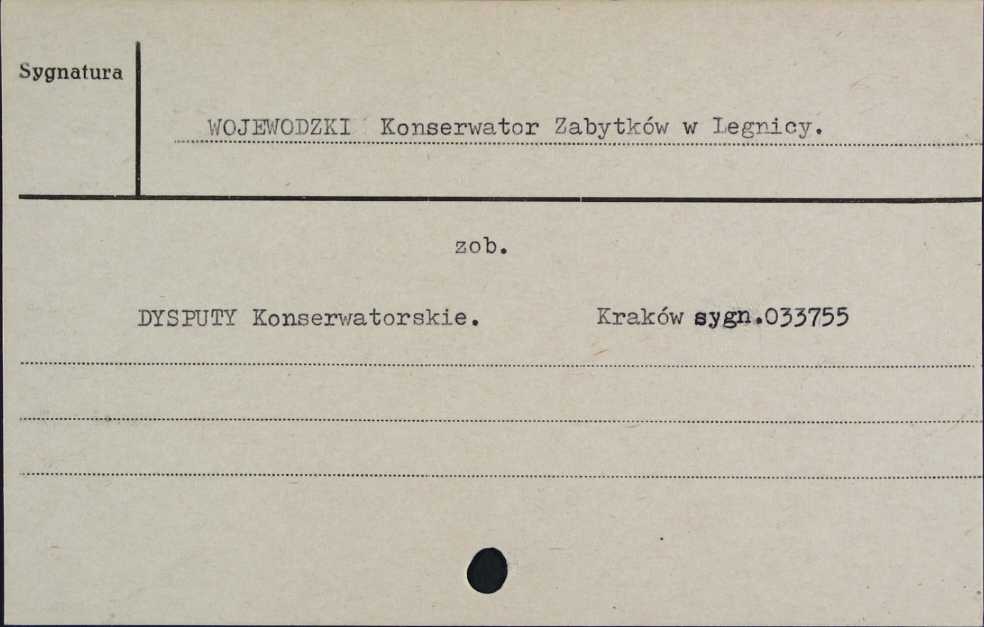 Sygnatura
WOJEWODZKI Konserwator Zabytków w Legnicy.
zob.
DYSPUTY Konserwatorskie. Kraków sygn.033755